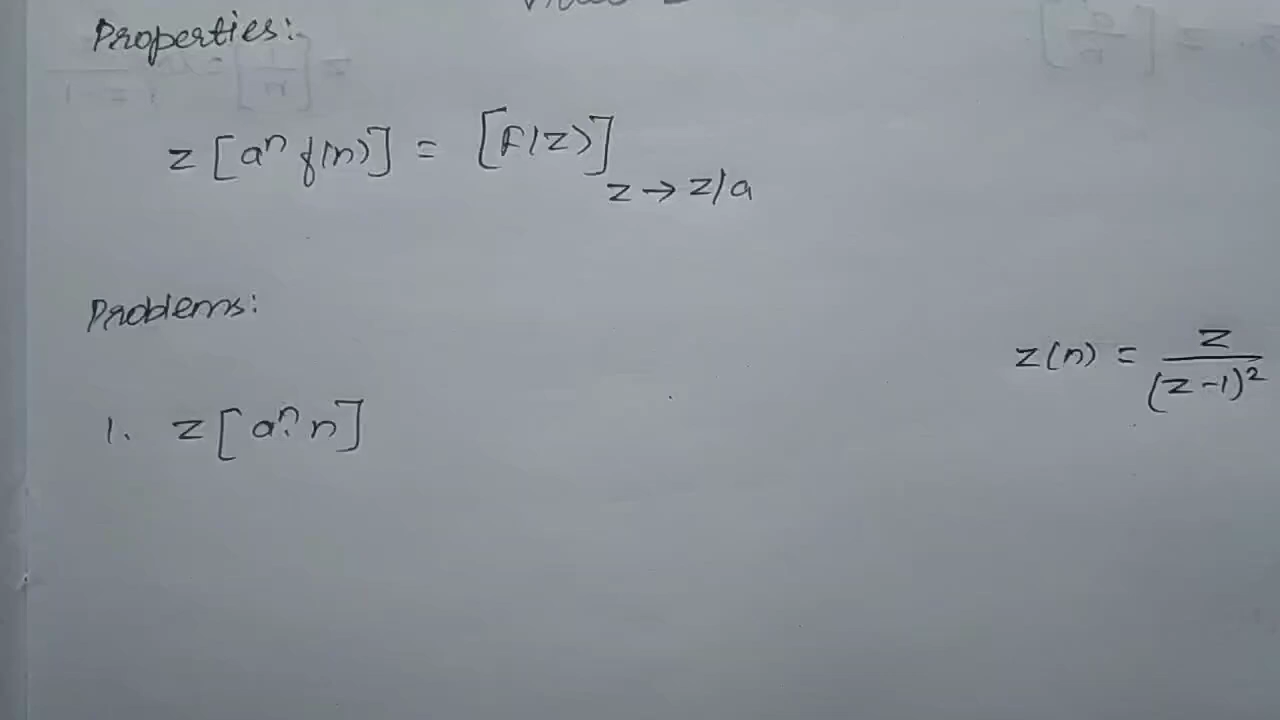 Properties:
z[aⁿ f(n)] = [F(z)] z → z/a
Problems:
z(n) = z/(z-1)²
1. z[aⁿ. n]